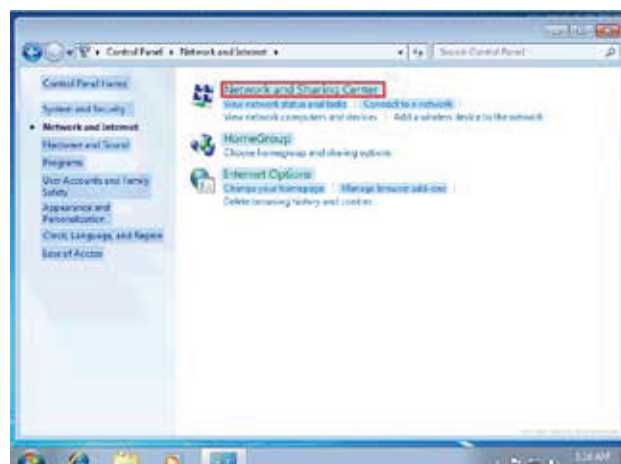 Control Panel ▸ Network and Internet ▸
Search Control Panel
Control Panel Home
System and Security
Network and Internet
Hardware and Sound
Programs
User Accounts and Family
Safety
Appearance and
Personalization
Clock, Language, and Region
Ease of Access
Network and Sharing Center
View network status and tasks
Connect to a network
View network computers and devices
Add a wireless device to the network
HomeGroup
Choose homegroup and sharing options
Internet Options
Change your homepage
Manage browser add-ons
Delete browsing history and cookies